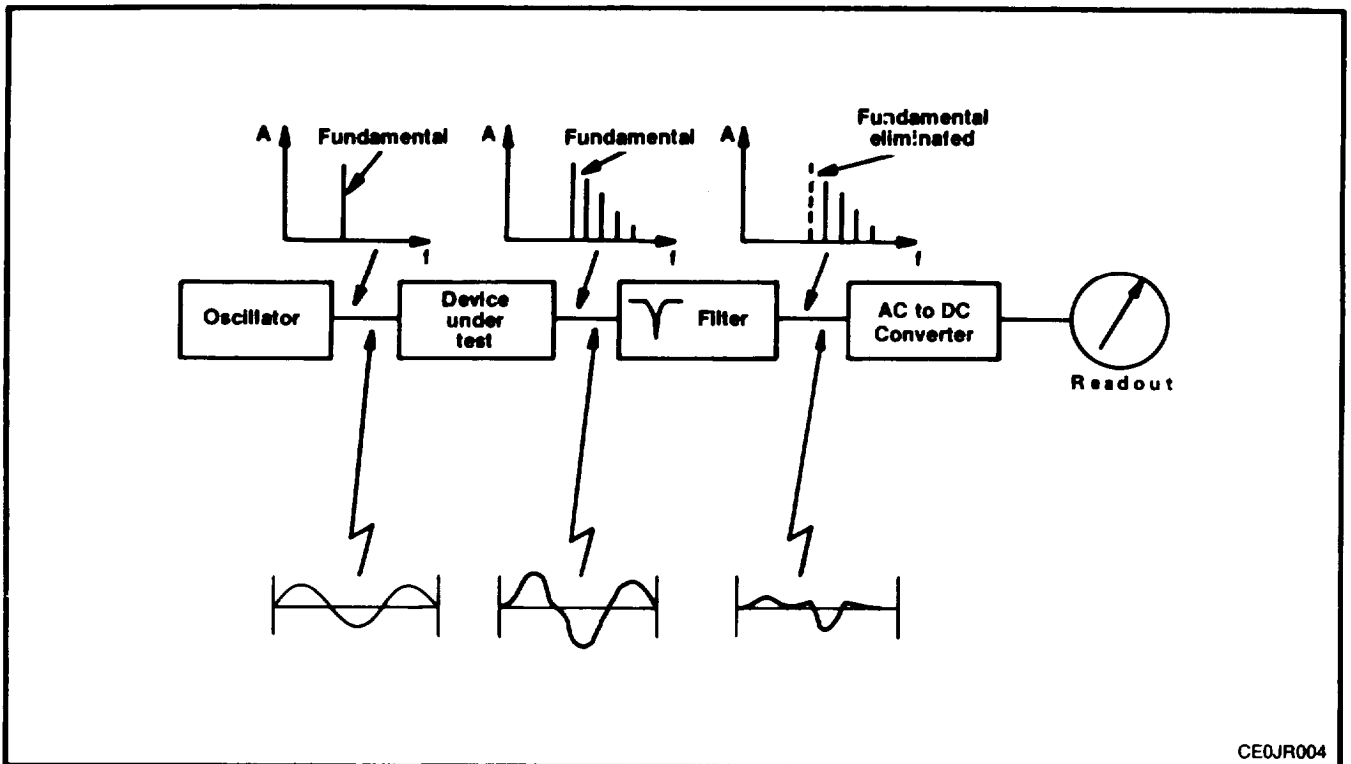 A
Fundamental
f
A
Fundamental
f
A
Fundamental
eliminated
f
Oscillator
Device
under
test
Filter
AC to DC
Converter
Readout
CE0JR004